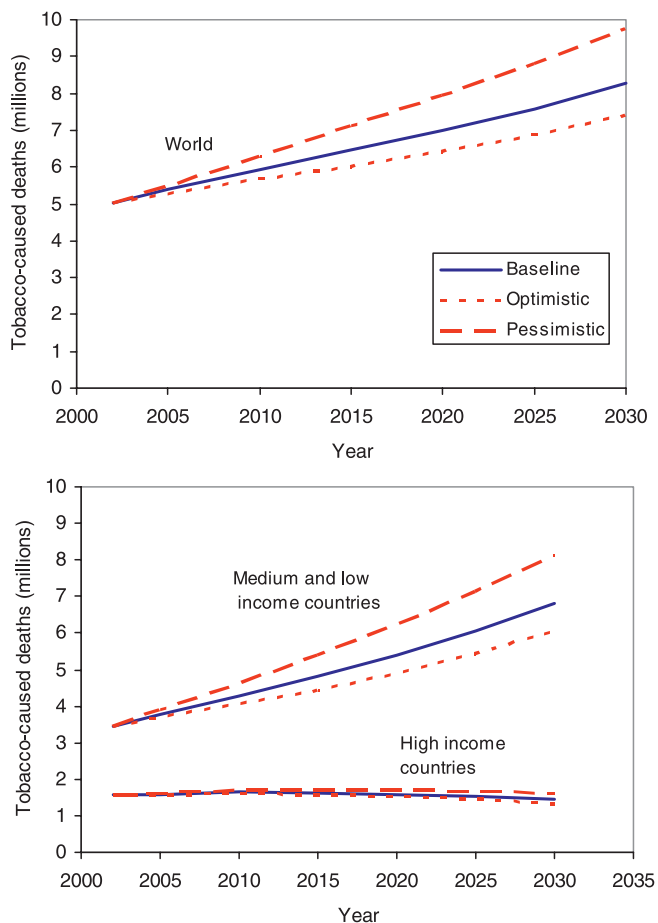 Tobacco-caused deaths (millions)
10
9
8
7
6
5
4
3
2
1
0
World
Baseline
Optimistic
Pessimistic
2000 2005 2010 2015 2020 2025 2030
Year
Tobacco-caused deaths (millions)
10
9
8
7
6
5
4
3
2
1
0
Medium and low
income countries
High income
countries
2000 2005 2010 2015 2020 2025 2030 2035
Year